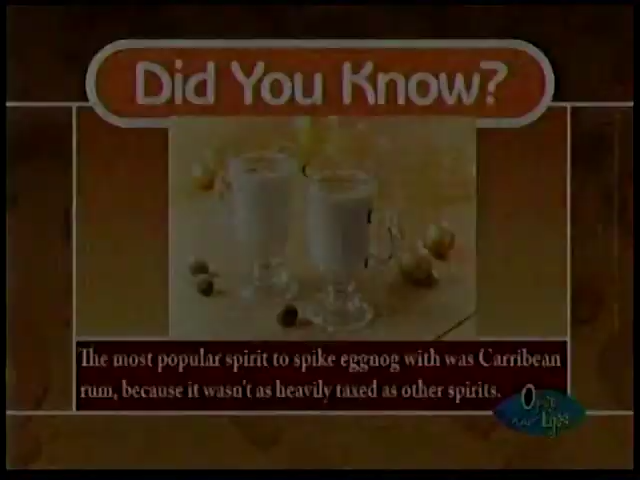 Did You Know?
The most popular spirit to spike eggnog with was Carribean
rum, because it wasn't as heavily taxed as other spirits.